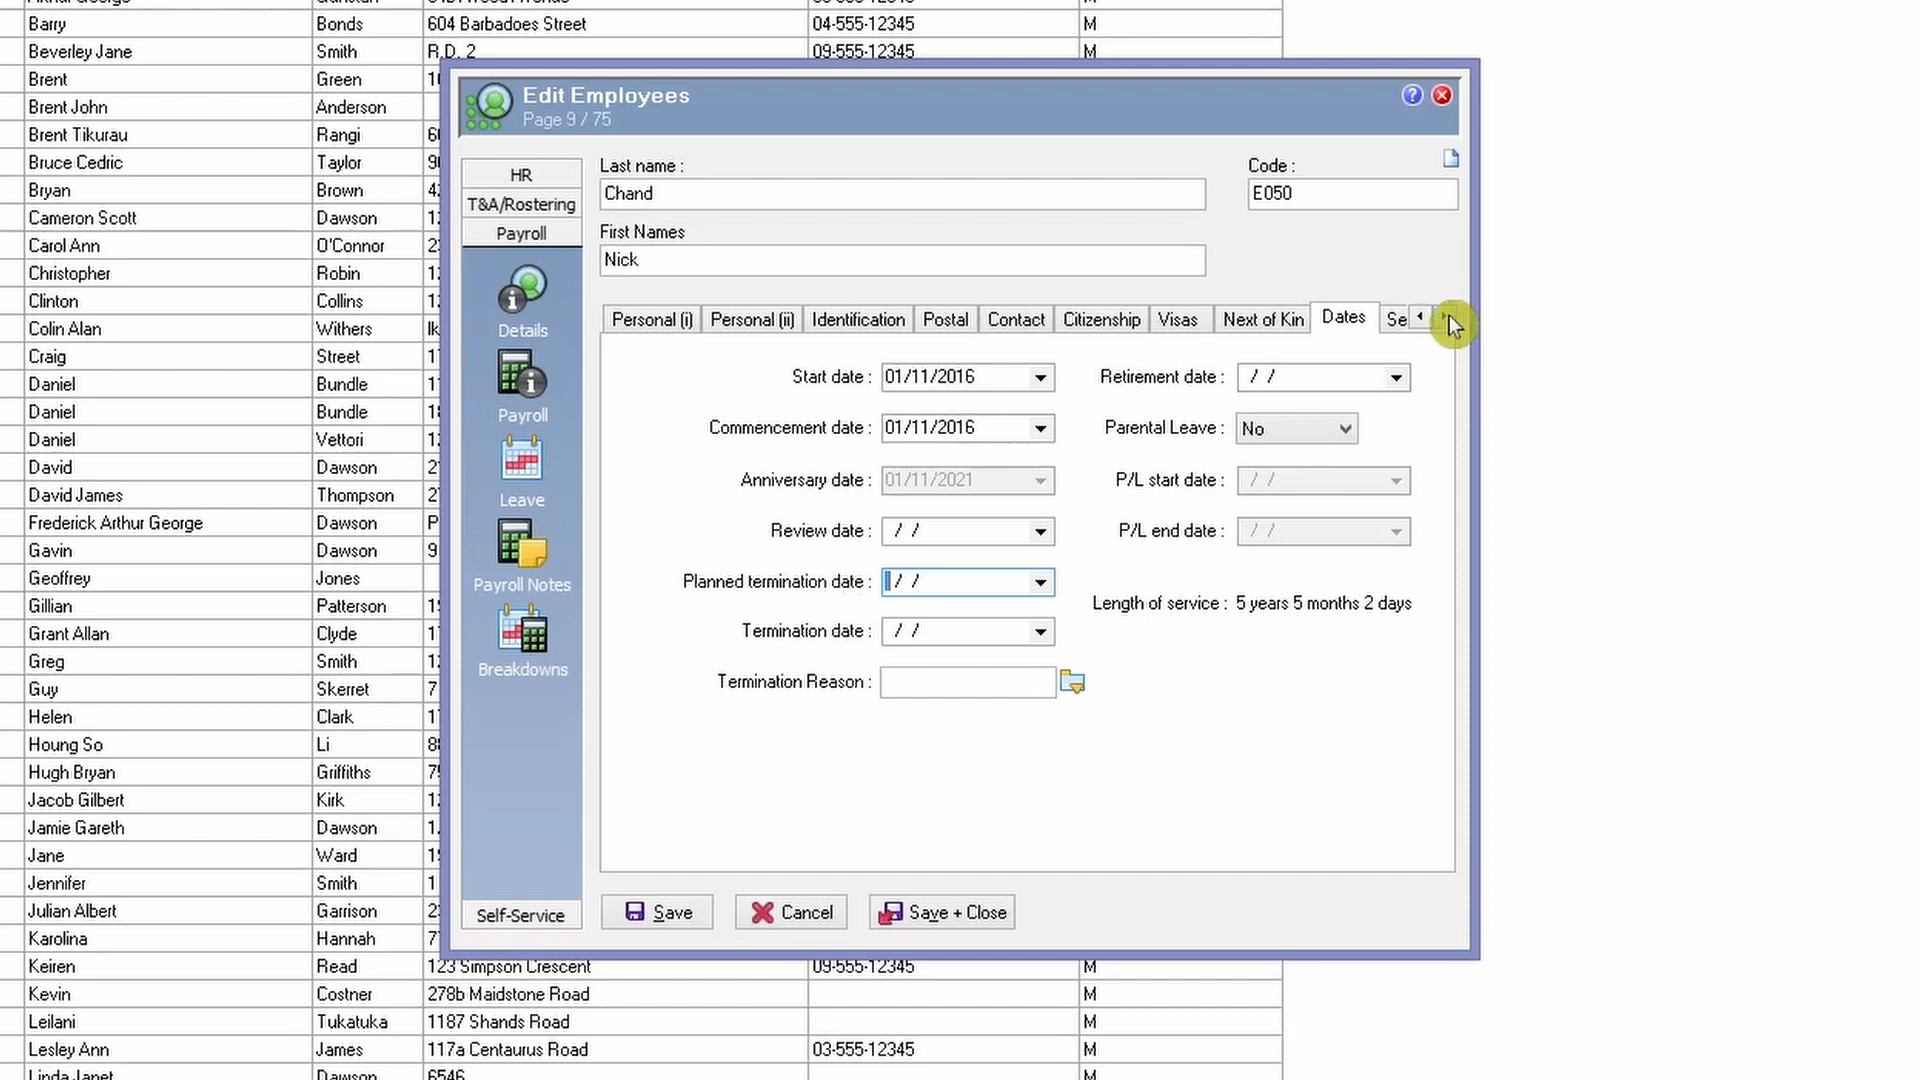 Barry Bonds 604 Barbadoes Street 04-555-12345 M
Beverley Jane Smith R.D. 2 09-555-12345 M
Brent Green
Brent John Anderson
Brent Tikurau Rangi
Bruce Cedric Taylor
Bryan Brown
Cameron Scott Dawson
Carol Ann O'Connor
Christopher Robin
Clinton Collins
Colin Alan Withers
Craig Street
Daniel Bundle
Daniel Bundle
Daniel Vettori
David Dawson
David James Thompson
Frederick Arthur George Dawson
Gavin Dawson
Geoffrey Jones
Gillian Patterson
Grant Allan Clyde
Greg Smith
Guy Skerret
Helen Clark
Houng So Li
Hugh Bryan Griffiths
Jacob Gilbert Kirk
Jamie Gareth Dawson
Jane Ward
Jennifer Smith
Julian Albert Garrison
Karolina Hannah
Keiren Read 123 Simpson Crescent 09-555-12345 M
Kevin Costner 278b Maidstone Road M
Leilani Tukatuka 1187 Shands Road M
Lesley Ann James 117a Centaurus Road 03-555-12345 M
Linda Janet Dawson 6546
Edit Employees
Page 9 / 75
HR
T&A/Rostering
Payroll
Details
Payroll
Leave
Payroll Notes
Breakdowns
Self-Service
Last name : Code :
Chand E050
First Names
Nick
Personal (i) Personal (ii) Identification Postal Contact Citizenship Visas Next of Kin Dates Se
Start date : 01/11/2016 Retirement date : / /
Commencement date : 01/11/2016 Parental Leave : No
Anniversary date : 01/11/2021 P/L start date : / /
Review date : / / P/L end date : / /
Planned termination date : / /
Length of service : 5 years 5 months 2 days
Termination date : / /
Termination Reason :
Save Cancel Save + Close